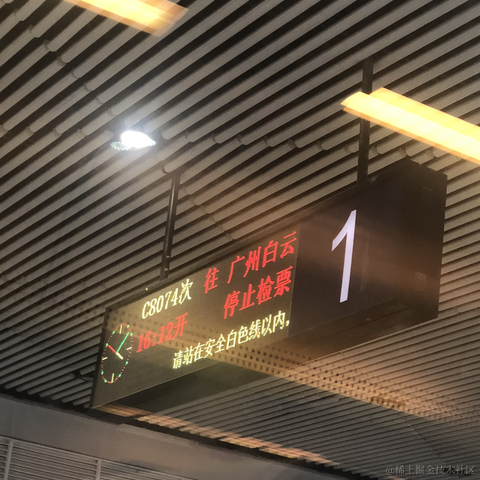 C8074次 往 广州白云
16:12开 停止检票
请站在安全白色线以内。
1
@稀土掘金技术社区